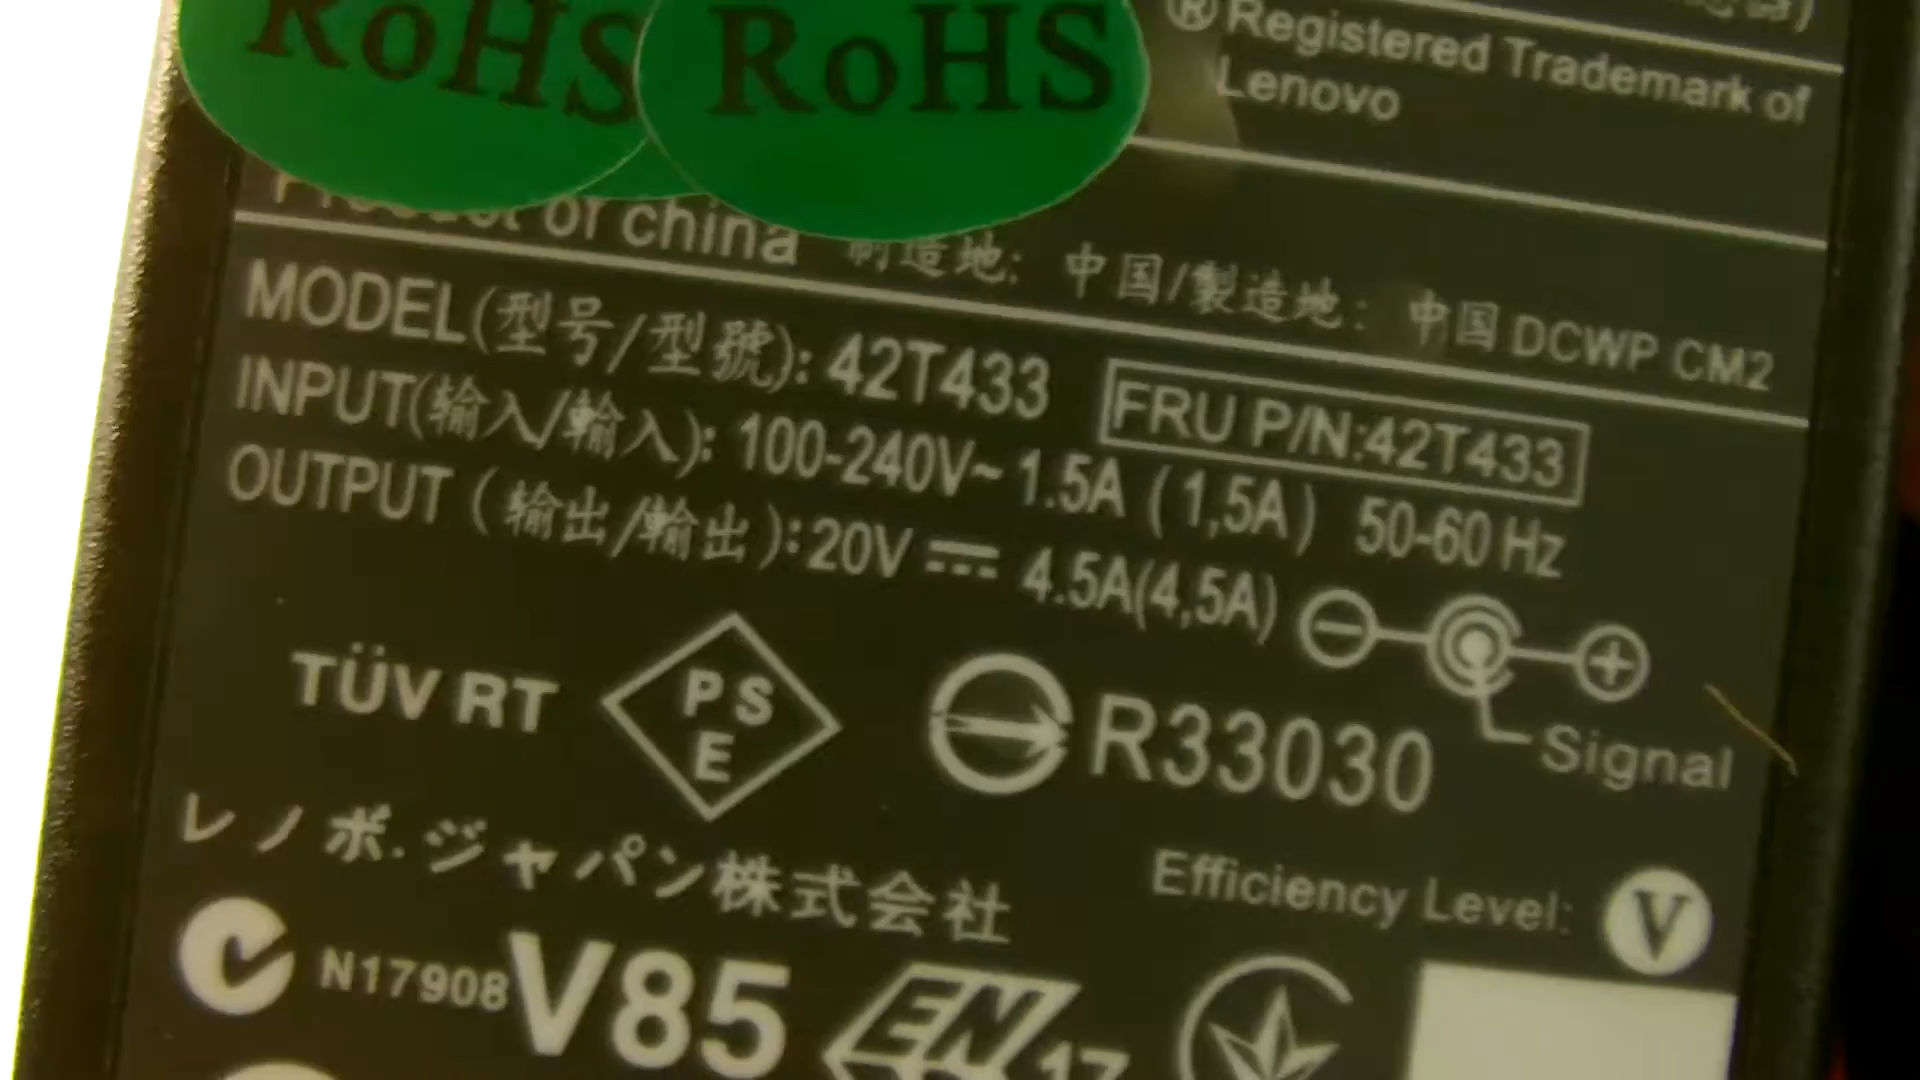 RoHS RoHS
® Registered Trademark of
Lenovo
Product of china 制造地: 中国/製造地: 中国 DCWP CM2
MODEL(型号/型號): 42T433 FRU P/N:42T433
INPUT(输入/輸入): 100-240V~ 1.5A (1,5A) 50-60 Hz
OUTPUT (输出/輸出):20V 4.5A(4,5A)
Signal
TÜV RT PSE R33030
レノボ.ジャパン株式会社
Efficiency Level: V
N17908 V85 EN 17